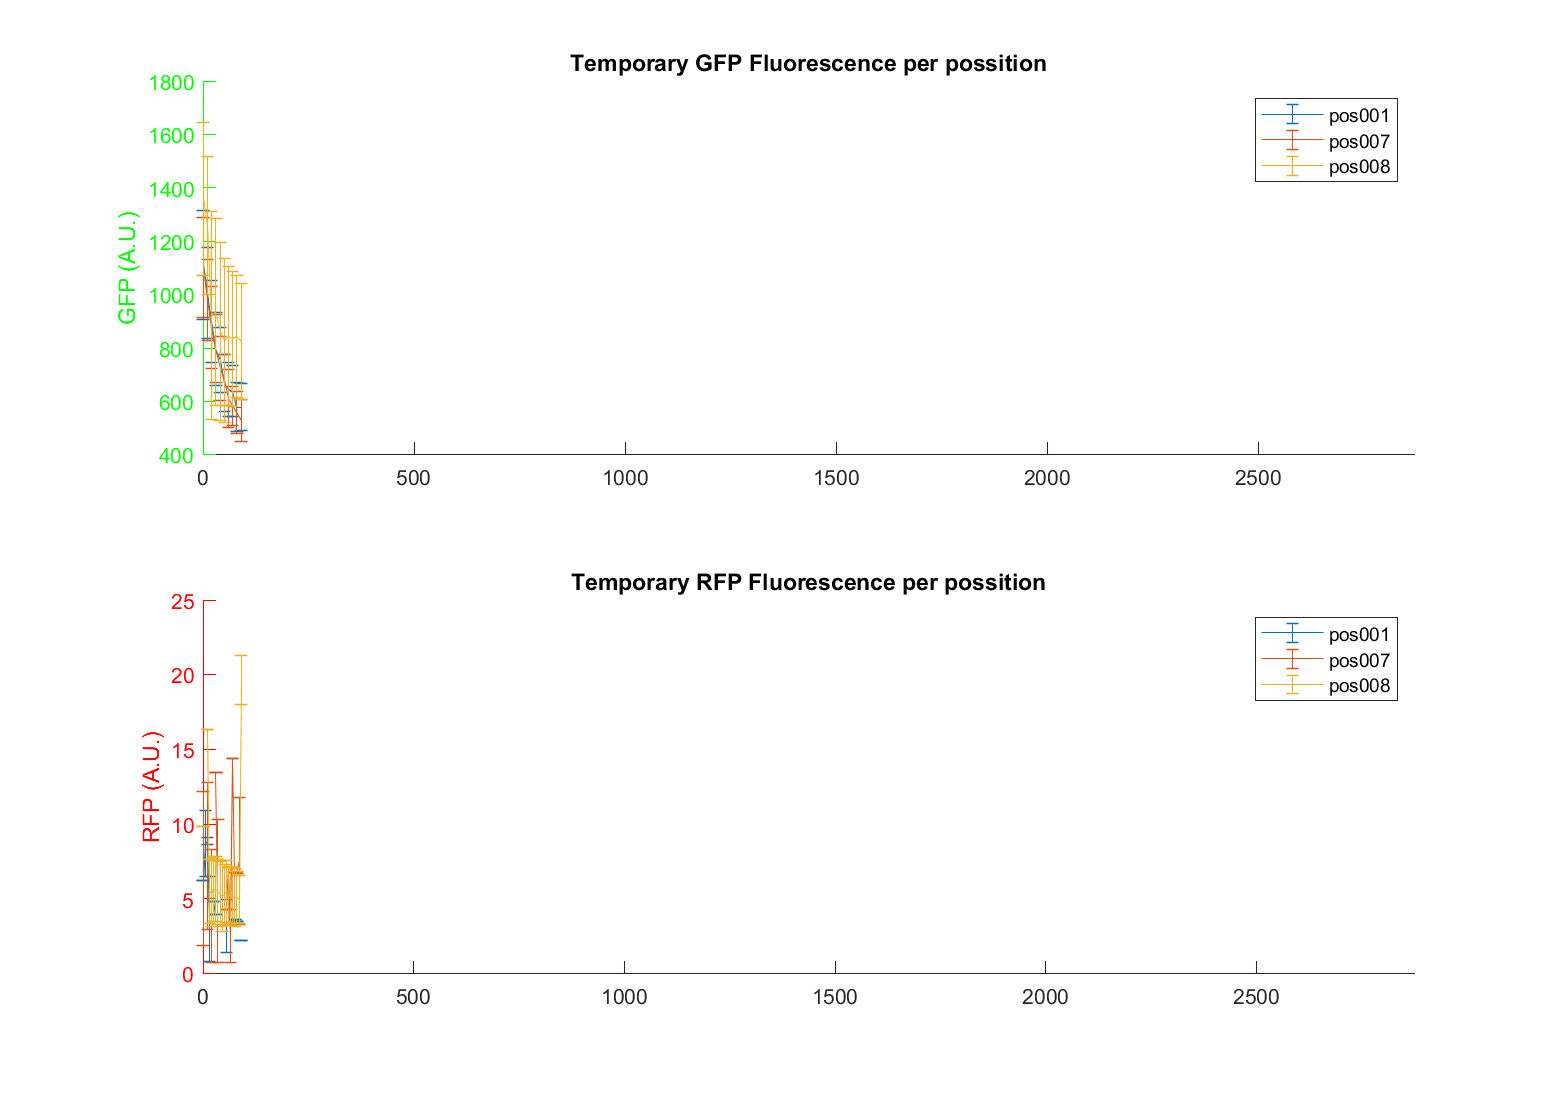 Temporary GFP Fluorescence per possition
1800
1600
1400
1200
1000
800
600
400
GFP (A.U.)
pos001
pos007
pos008
0 500 1000 1500 2000 2500
Temporary RFP Fluorescence per possition
25
20
15
10
5
0
RFP (A.U.)
pos001
pos007
pos008
0 500 1000 1500 2000 2500